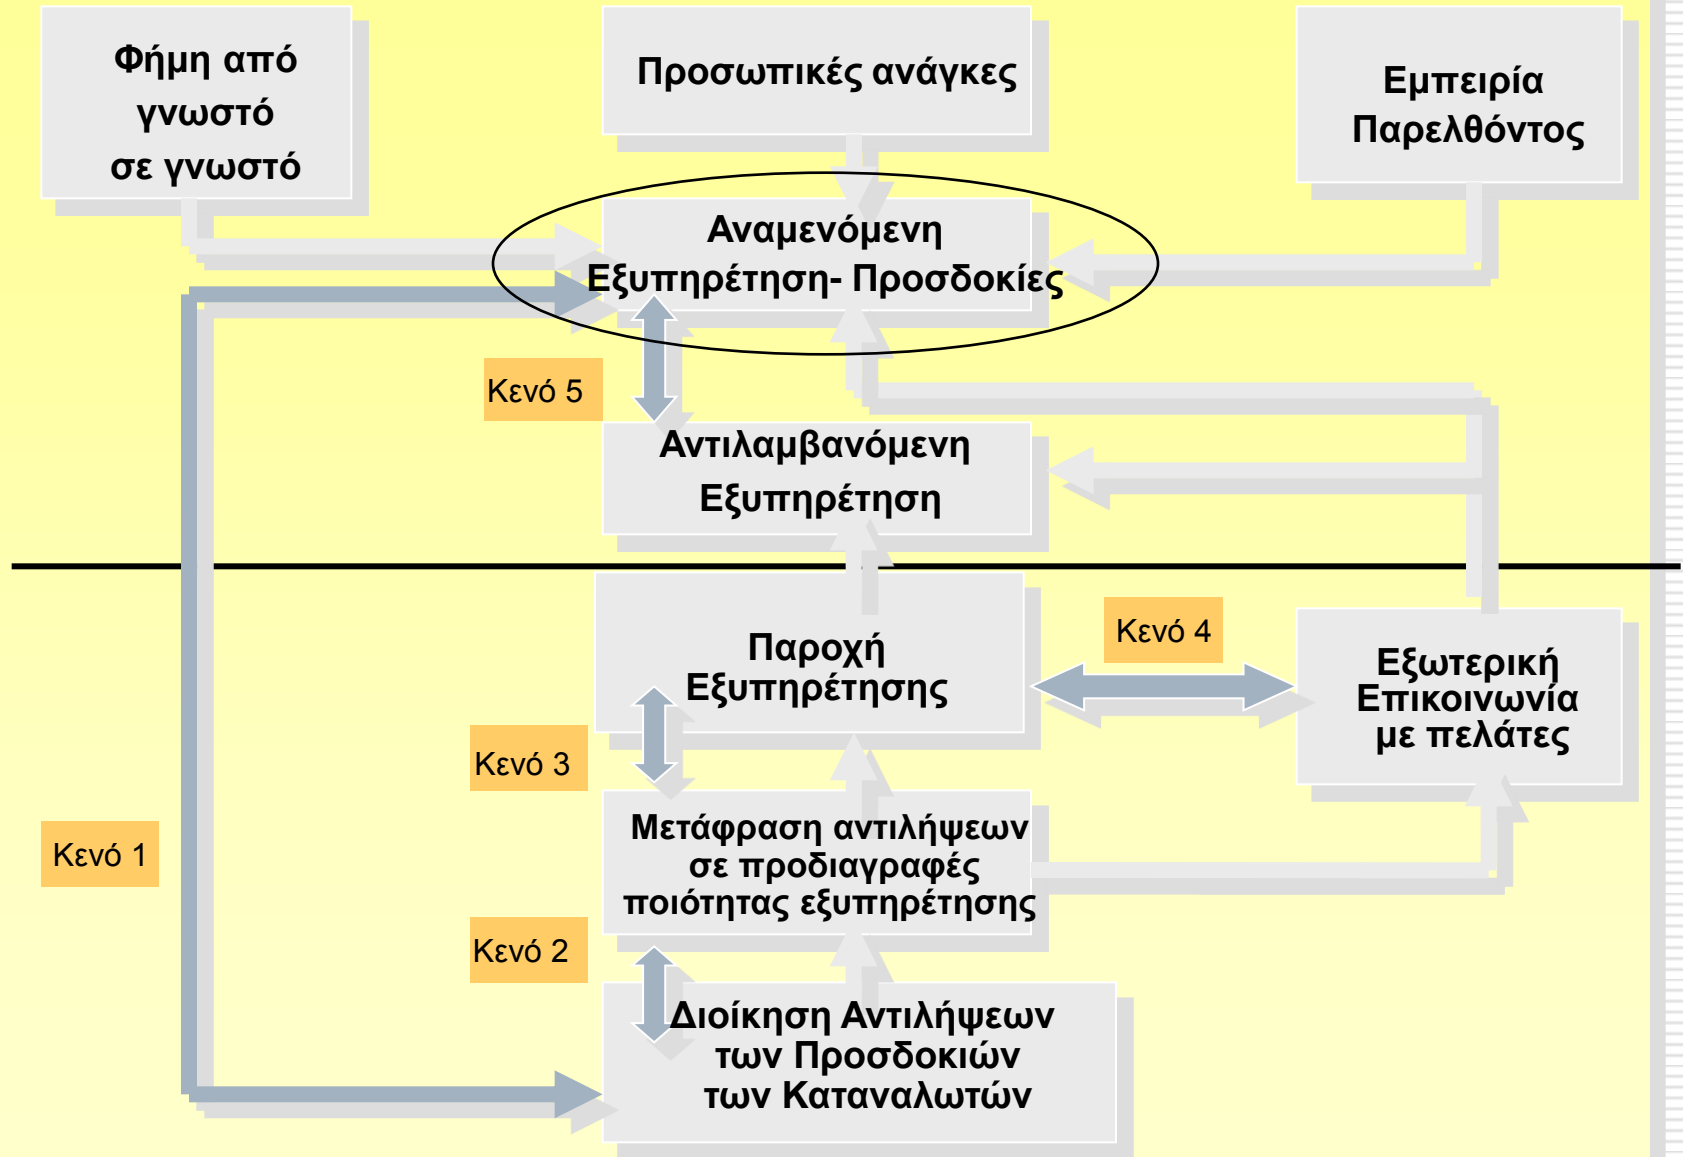 Φήμη από
γνωστό
σε γνωστό
Προσωπικές ανάγκες
Εμπειρία
Παρελθόντος
Αναμενόμενη
Εξυπηρέτηση- Προσδοκίες
Κενό 5
Αντιλαμβανόμενη
Εξυπηρέτηση
Παροχή
Εξυπηρέτησης
Κενό 4
Εξωτερική
Επικοινωνία
με πελάτες
Κενό 3
Κενό 1
Μετάφραση αντιλήψεων
σε προδιαγραφές
ποιότητας εξυπηρέτησης
Κενό 2
Διοίκηση Αντιλήψεων
των Προσδοκιών
των Καταναλωτών